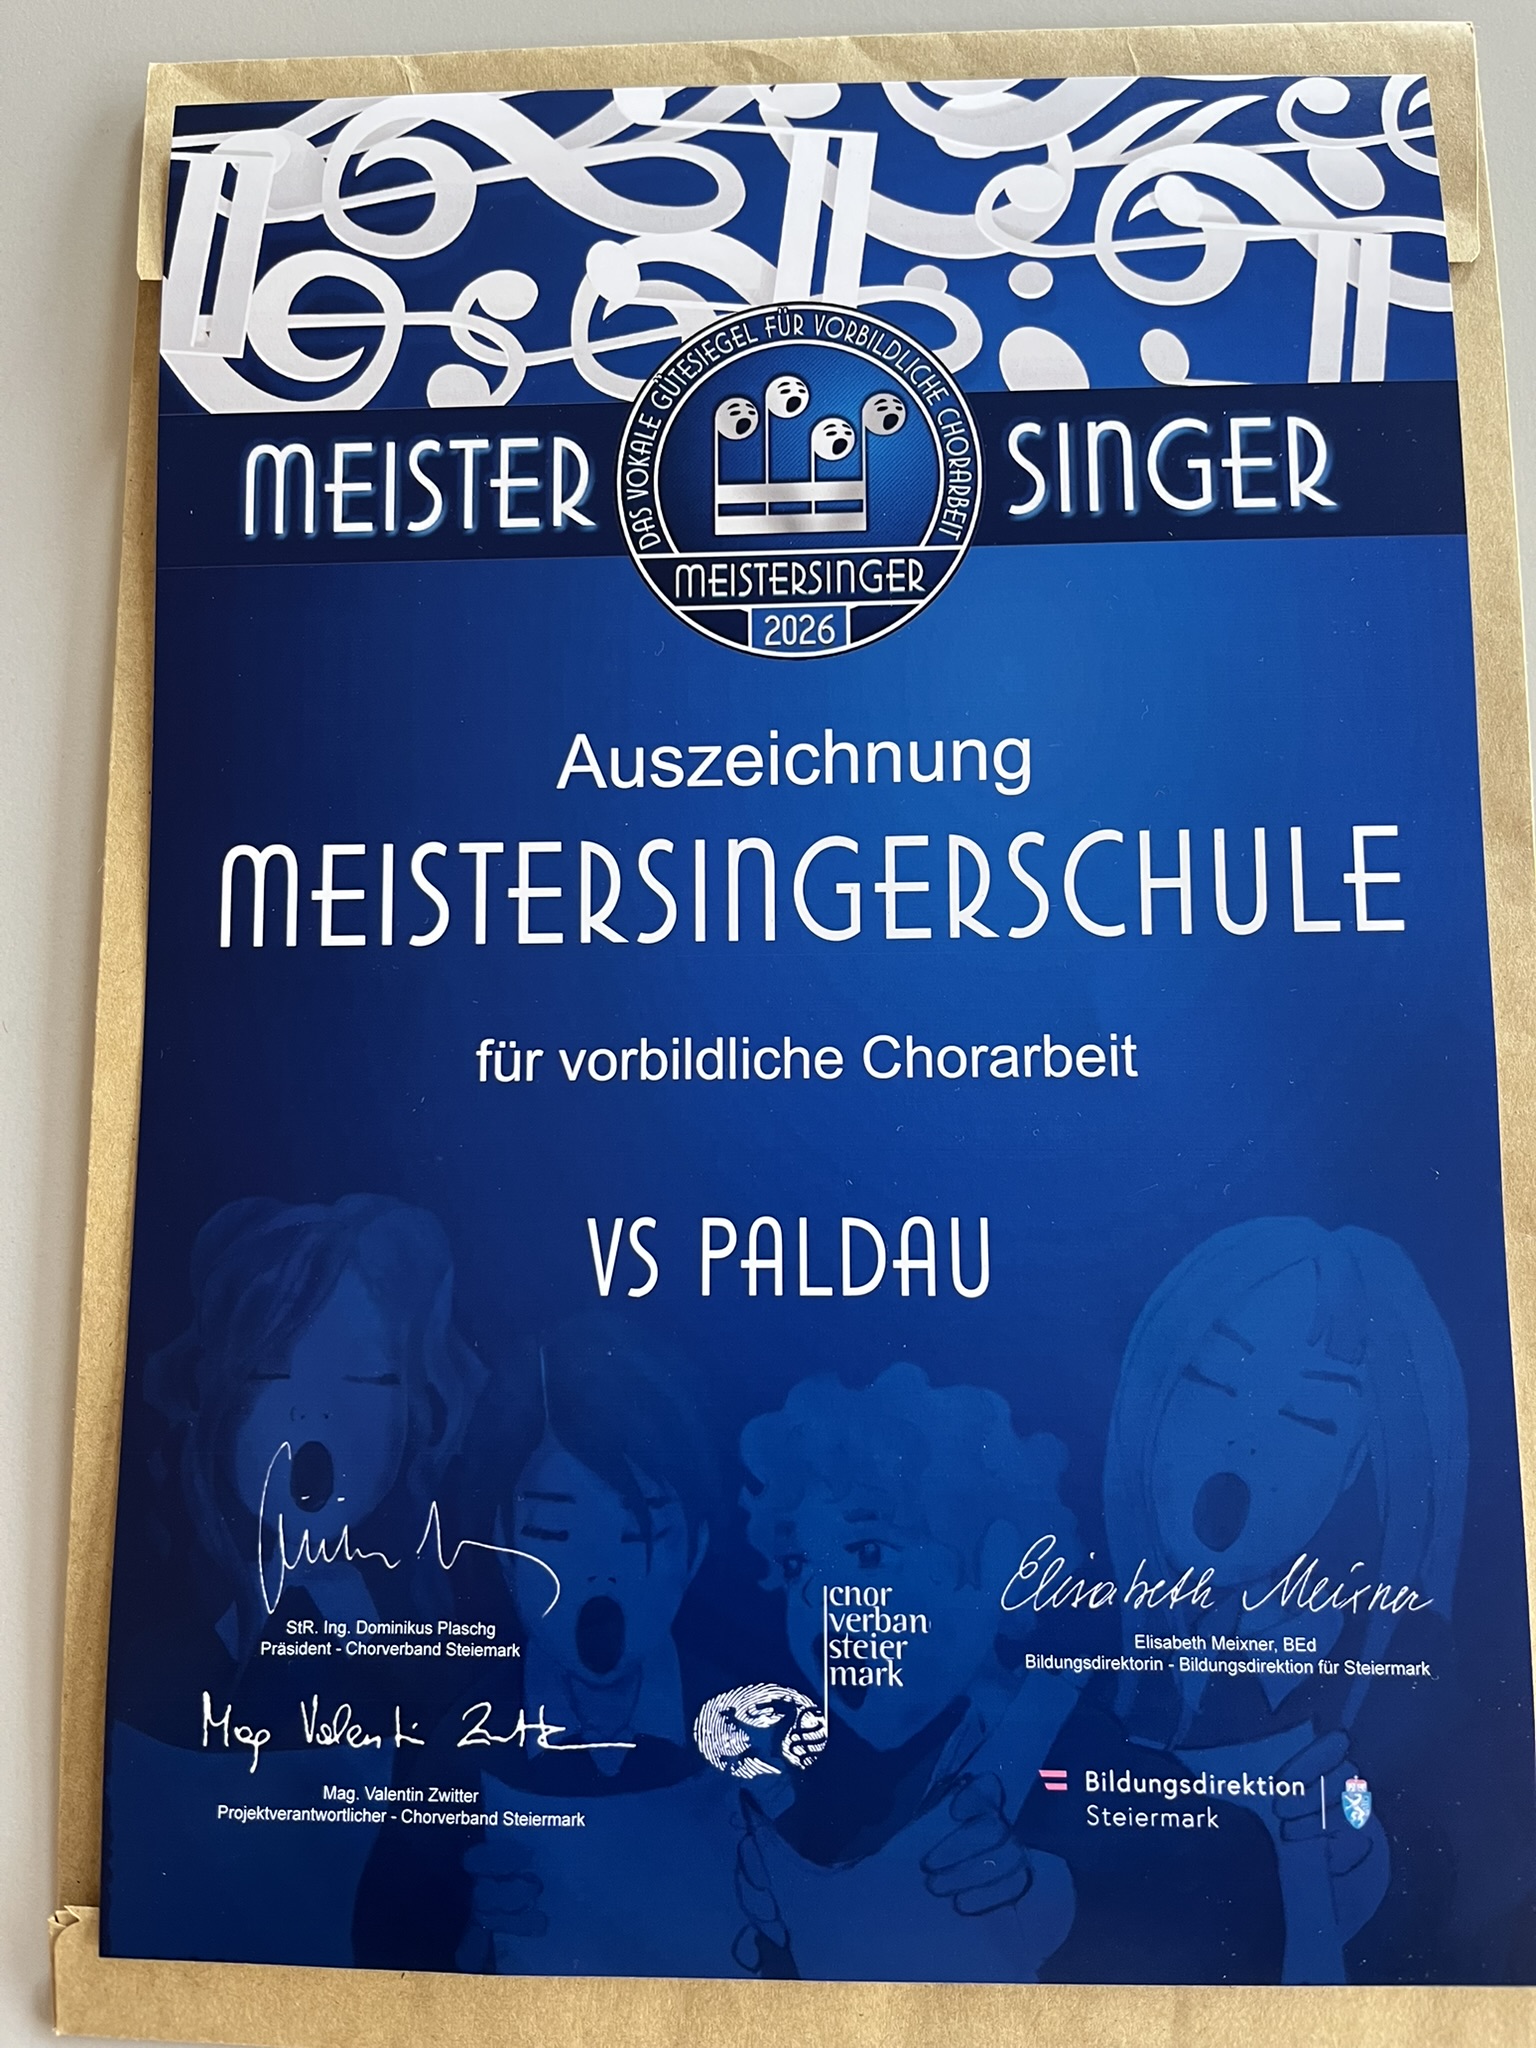 MEISTER SINGER
DAS VOKALE GÜTESIEGEL FÜR VORBILDLICHE CHORARBEIT
MEISTERSINGER
2026
Auszeichnung
MEISTERSINGERSCHULE
für vorbildliche Chorarbeit
VS PALDAU
StR. Ing. Dominikus Plaschg
Präsident - Chorverband Steiermark
Mag Valentin Zwitter
Mag. Valentin Zwitter
Projektverantwortlicher - Chorverband Steiermark
chor
verban
steier
mark
Elisabeth Meixner
Elisabeth Meixner, BEd
Bildungsdirektorin - Bildungsdirektion für Steiermark
Bildungsdirektion
Steiermark